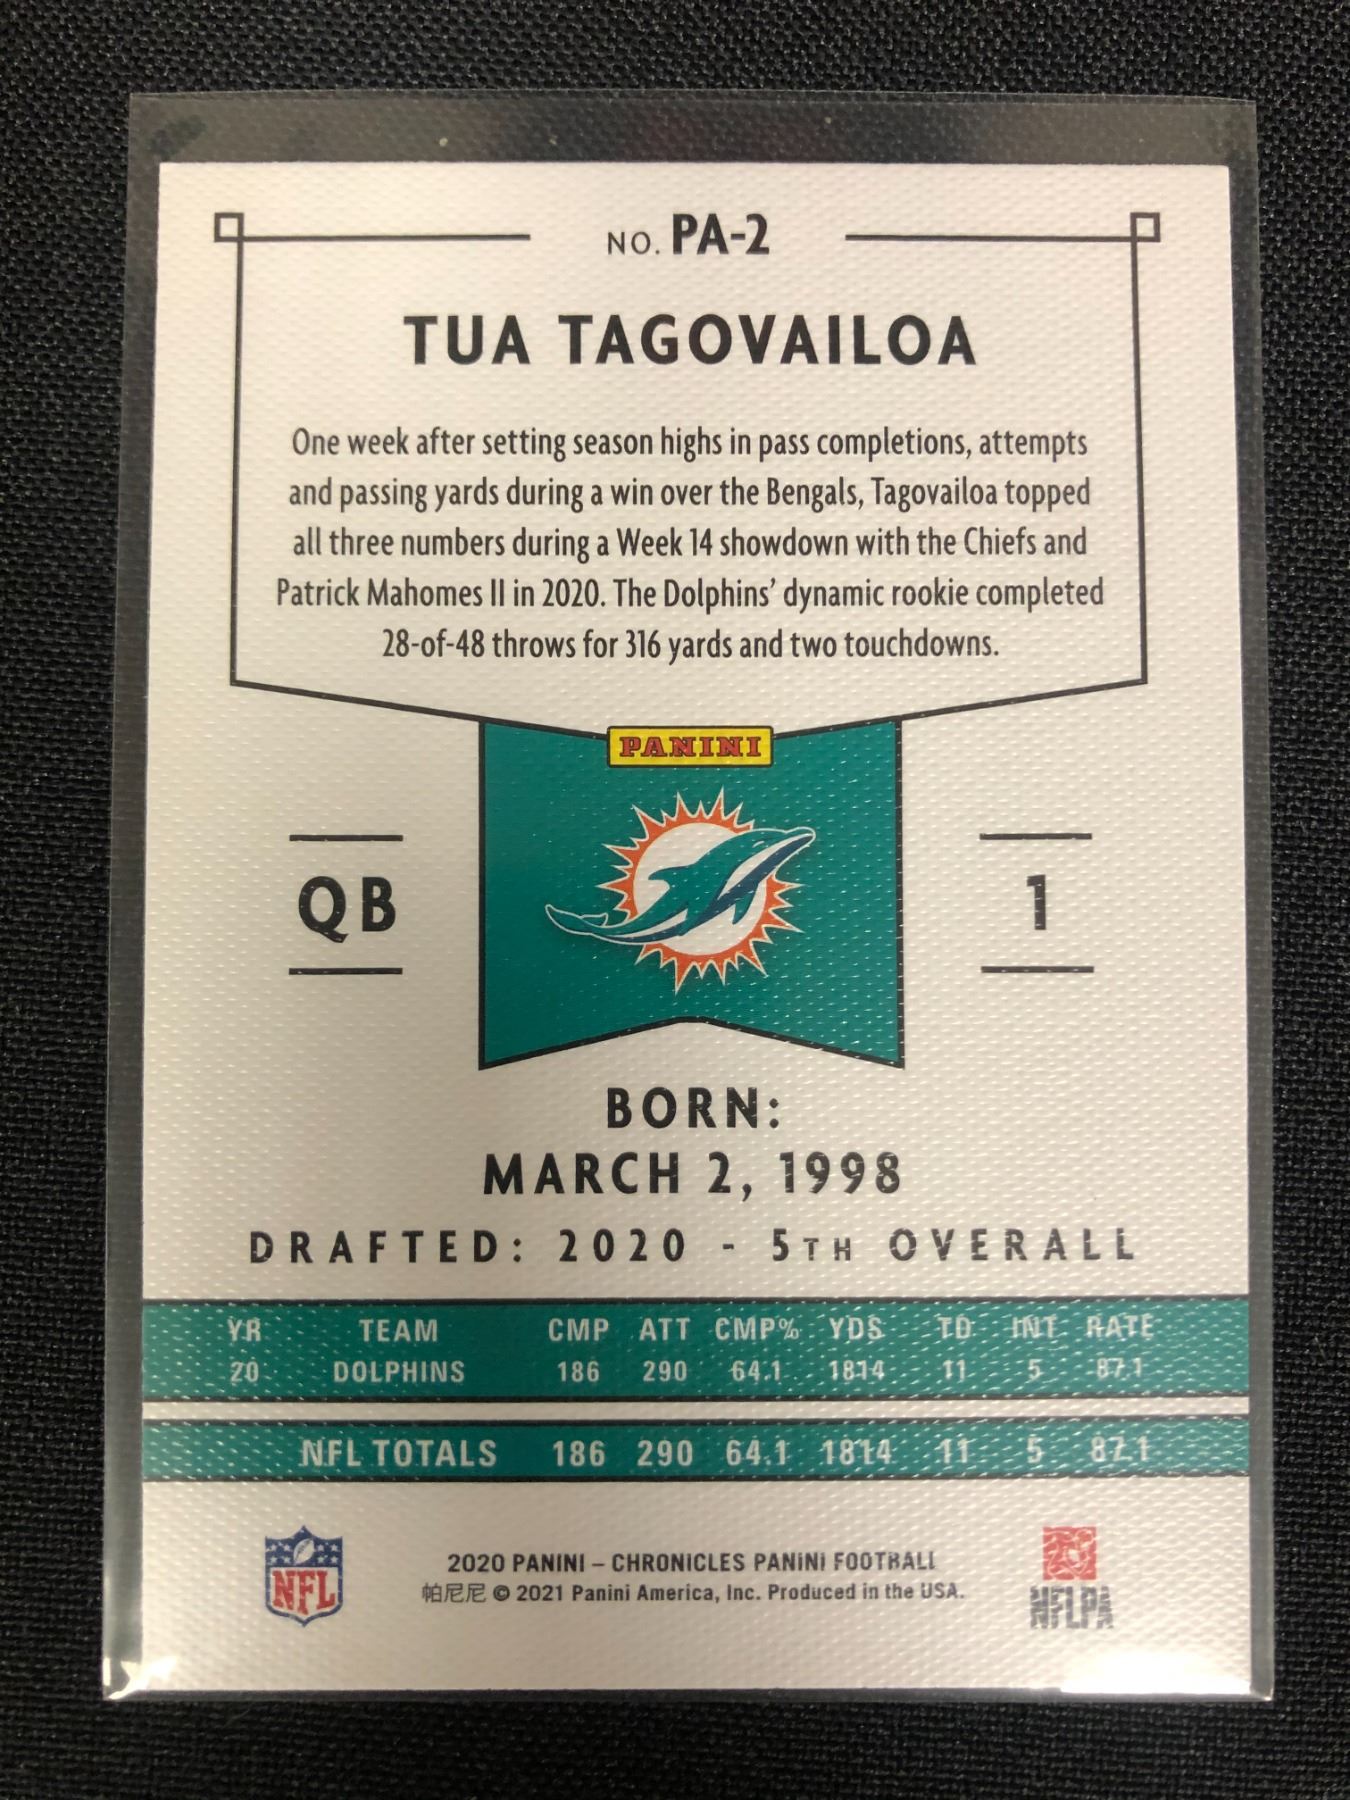 NO. PA-2
TUA TAGOVAILOA
One week after setting season highs in pass completions, attempts
and passing yards during a win over the Bengals, Tagovailoa topped
all three numbers during a Week 14 showdown with the Chiefs and
Patrick Mahomes II in 2020. The Dolphins' dynamic rookie completed
28-of-48 throws for 316 yards and two touchdowns.
PANINI
QB
1
BORN:
MARCH 2, 1998
DRAFTED: 2020 - 5TH OVERALL
YR TEAM CMP ATT CMP% YDS TD INT RATE
20 DOLPHINS 186 290 64.1 1814 11 5 87.1
NFL TOTALS 186 290 64.1 1814 11 5 87.1
NFL
2020 PANINI – CHRONICLES PANINI FOOTBALL
帕尼尼 © 2021 Panini America, Inc. Produced in the USA.
NFLPA